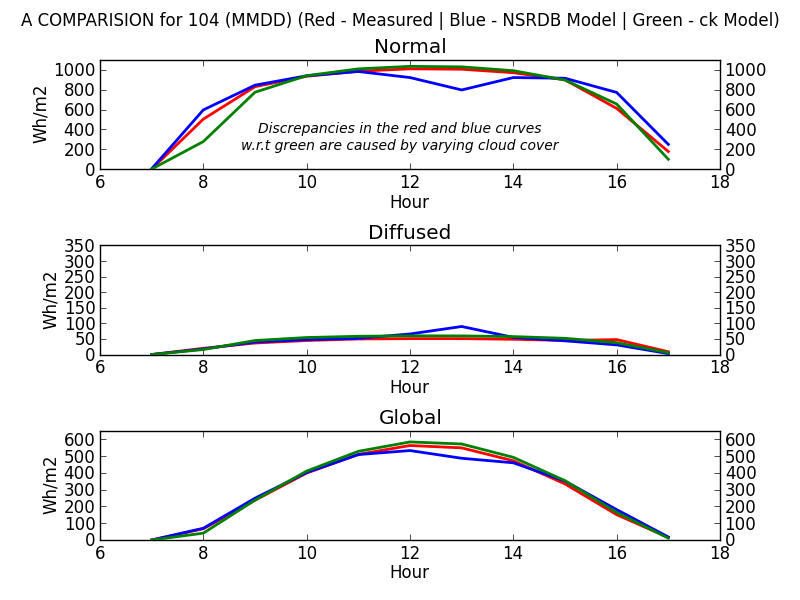 A COMPARISION for 104 (MMDD) (Red - Measured | Blue - NSRDB Model | Green - ck Model)
Normal
1000 1000
800 800
600 600
400 400
200 200
0 0
Wh/m2
Discrepancies in the red and blue curves
w.r.t green are caused by varying cloud cover
6 8 10 12 14 16 18
Hour
Diffused
350 350
300 300
250 250
200 200
150 150
100 100
50 50
0 0
Wh/m2
6 8 10 12 14 16 18
Hour
Global
600 600
500 500
400 400
300 300
200 200
100 100
0 0
Wh/m2
6 8 10 12 14 16 18
Hour